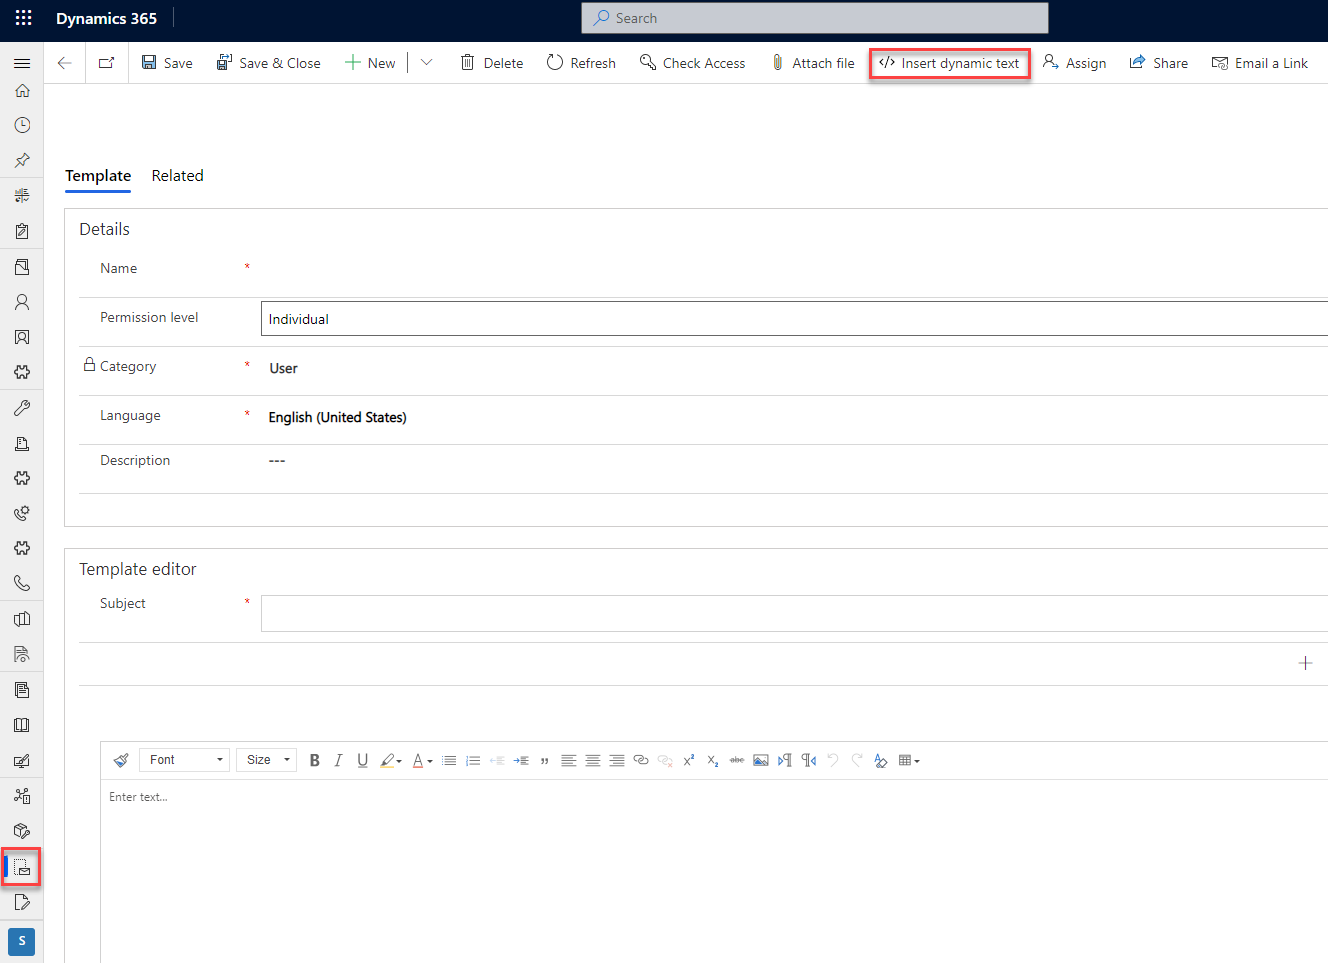 Dynamics 365
Search
Save Save & Close New Delete Refresh Check Access Attach file Insert dynamic text Assign Share Email a Link
Template Related
Details
Name *
Permission level Individual
Category * User
Language * English (United States)
Description ---
Template editor
Subject *
Font Size B I U A abc
Enter text...
S